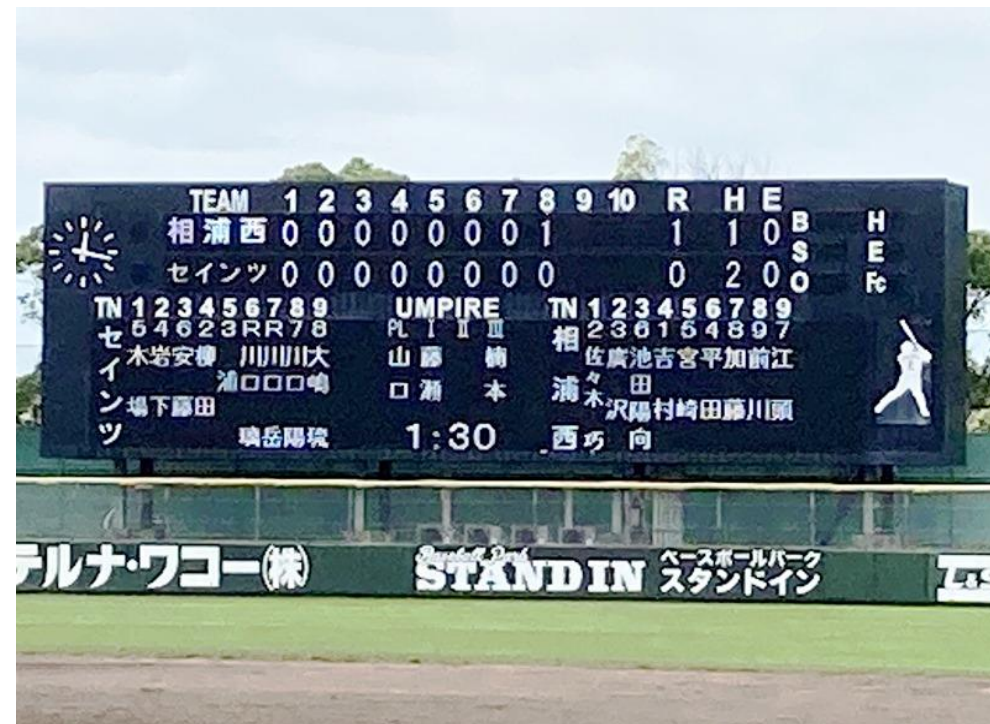 TEAM 1 2 3 4 5 6 7 8 9 10 R H E
相浦西 0 0 0 0 0 0 0 1 1 1 0 B H
S E
セインツ 0 0 0 0 0 0 0 0 0 2 0 O Fc
TN 1 2 3 4 5 6 7 8 9 UMPIRE TN 1 2 3 4 5 6 7 8 9
セインツ 5 4 6 2 3 R R 7 8 PL I II III 相浦西 2 3 6 1 5 4 8 9 7
木場 岩下 安藤 柳田 浦 川口璃 川口岳 川口陽 大嶋琉 山口 藤瀬 楠本 佐々木巧 廣沢 池田陽向 吉村 宮崎 平田 加藤 前川 江頭
1:30
テルナ・ワコー(株) Baseball Park STAND IN ベースボールパーク スタンドイン